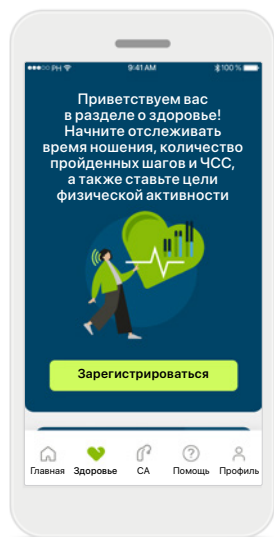 PH 9:41 AM 100 %
Приветствуем вас
в разделе о здоровье!
Начните отслеживать
время ношения, количество
пройденных шагов и ЧСС,
а также ставьте цели
физической активности
Зарегистрироваться
Главная Здоровье СА Помощь Профиль